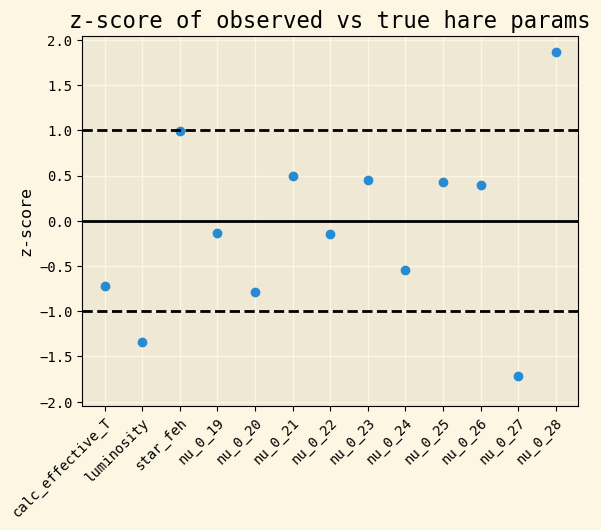 z-score of observed vs true hare params
z-score
2.0
1.5
1.0
0.5
0.0
−0.5
−1.0
−1.5
−2.0
calc_effective_T
luminosity
star_feh
nu_0_19
nu_0_20
nu_0_21
nu_0_22
nu_0_23
nu_0_24
nu_0_25
nu_0_26
nu_0_27
nu_0_28